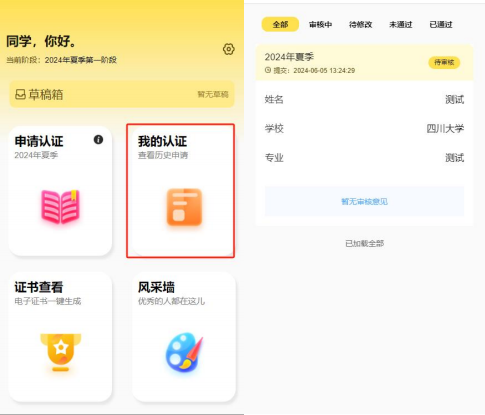 同学，你好。
当前阶段：2024年夏季第一阶段
草稿箱
暂无草稿
申请认证
2024年夏季
我的认证
查看历史申请
证书查看
电子证书一键生成
风采墙
优秀的人都在这儿
全部 审核中 待修改 未通过 已通过
2024年夏季
提交：2024-06-05 13:24:29
待审核
姓名 测试
学校 四川大学
专业 测试
暂无审核意见
已加载全部